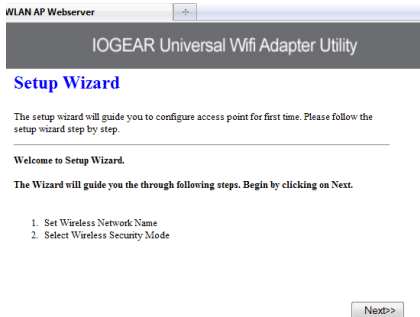 WLAN AP Webserver
IOGEAR Universal Wifi Adapter Utility
Setup Wizard
The setup wizard will guide you to configure access point for first time. Please follow the
setup wizard step by step.
Welcome to Setup Wizard.
The Wizard will guide you the through following steps. Begin by clicking on Next.
1. Set Wireless Network Name
2. Select Wireless Security Mode
Next>>